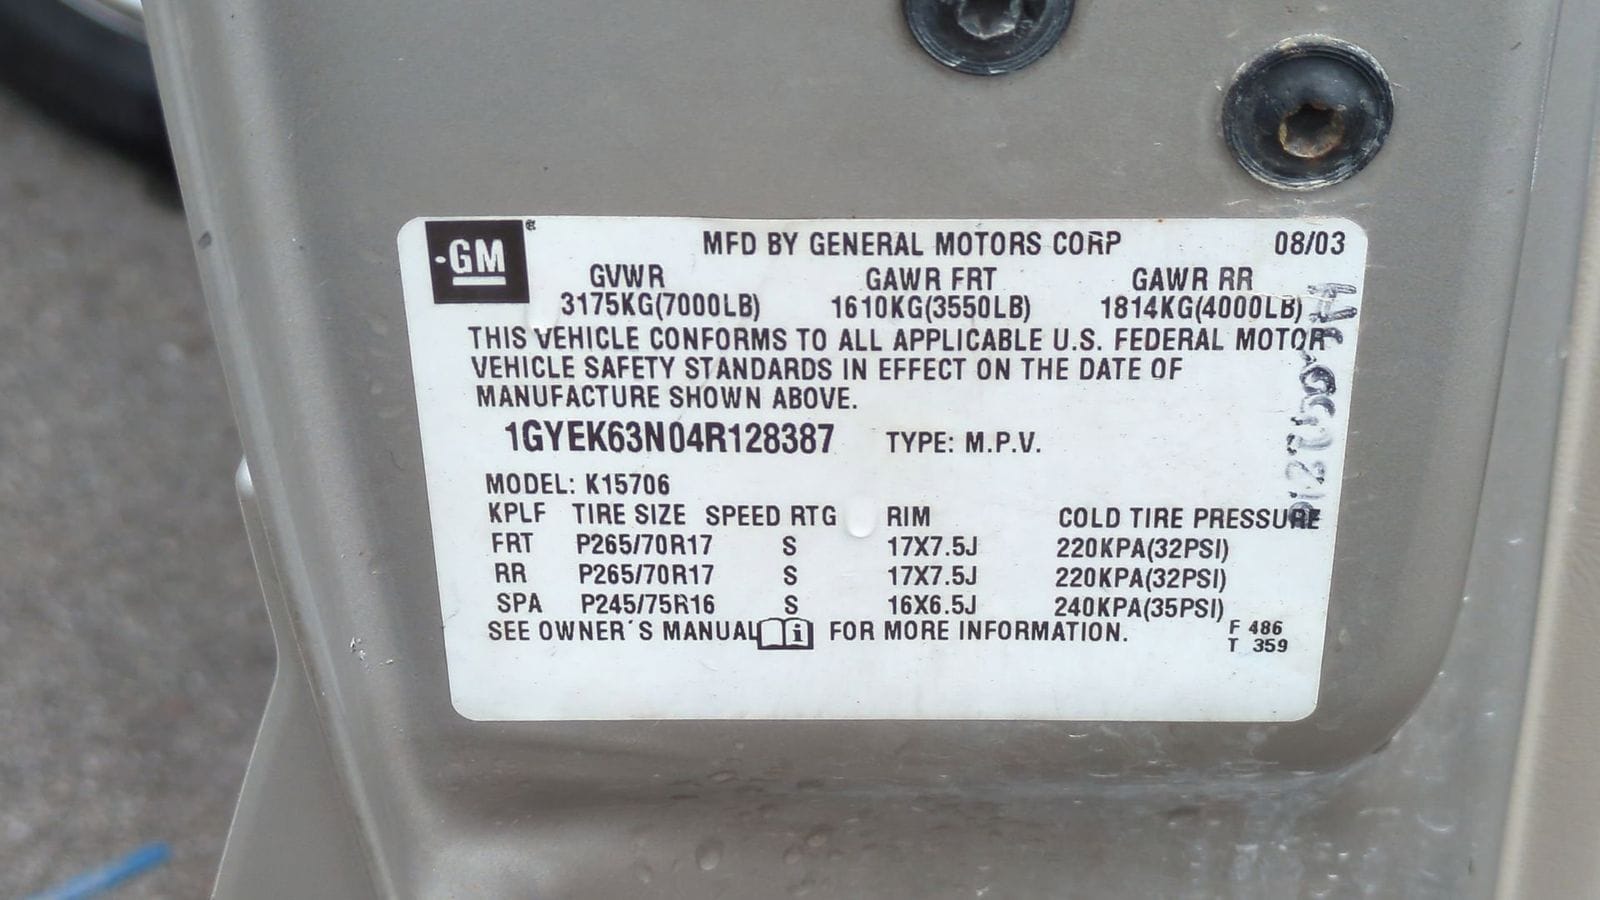 GM®
MFD BY GENERAL MOTORS CORP 08/03
GVWR GAWR FRT GAWR RR
3175KG(7000LB) 1610KG(3550LB) 1814KG(4000LB)
THIS VEHICLE CONFORMS TO ALL APPLICABLE U.S. FEDERAL MOTOR
VEHICLE SAFETY STANDARDS IN EFFECT ON THE DATE OF
MANUFACTURE SHOWN ABOVE.
1GYEK63N04R128387 TYPE: M.P.V.
MODEL: K15706
KPLF TIRE SIZE SPEED RTG RIM COLD TIRE PRESSURE
FRT P265/70R17 S 17X7.5J 220KPA(32PSI)
RR P265/70R17 S 17X7.5J 220KPA(32PSI)
SPA P245/75R16 S 16X6.5J 240KPA(35PSI)
SEE OWNER'S MANUAL FOR MORE INFORMATION.
F 486
T 359